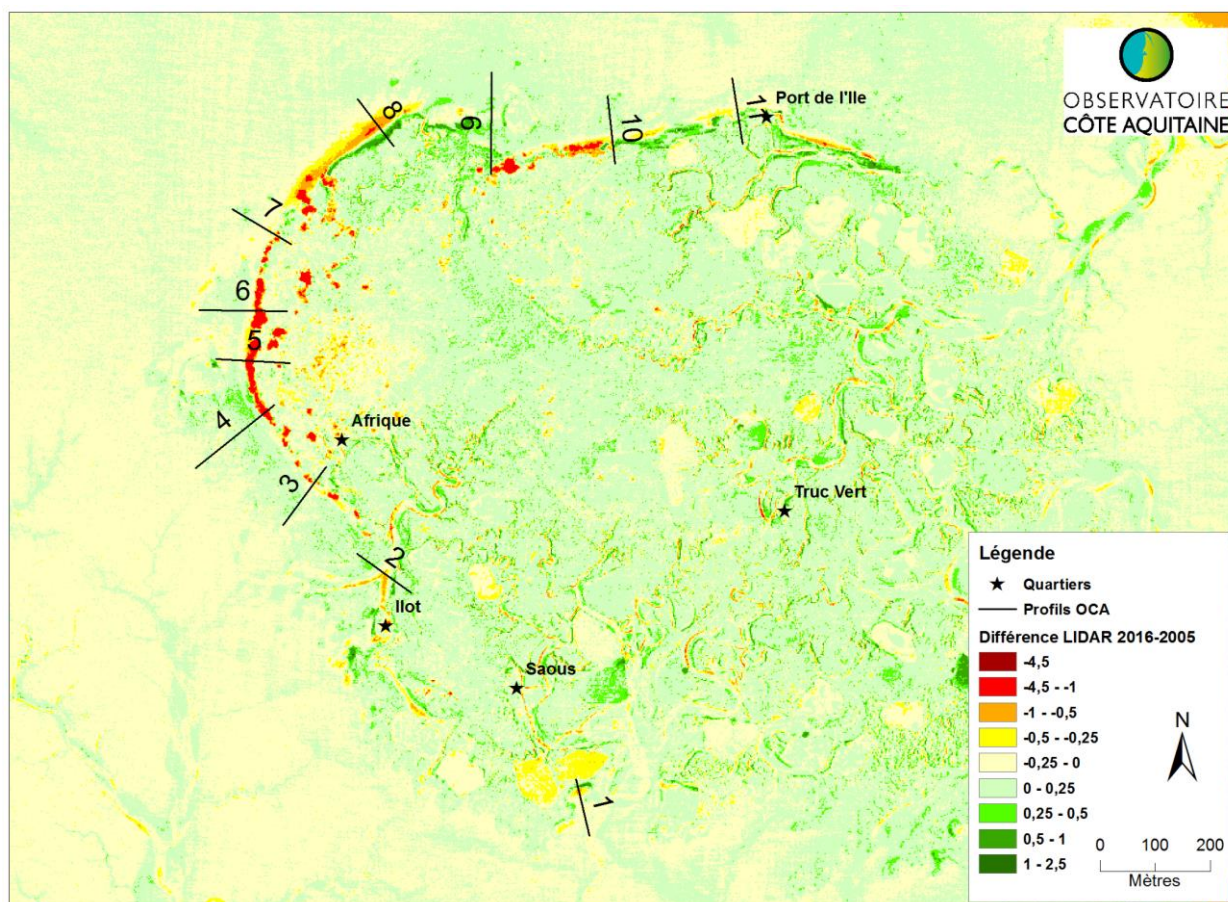 OBSERVATOIRE
CÔTE AQUITAINE
8
9
10
11
Port de l'Ile
7
6
5
4
Afrique
3
Truc Vert
2
Ilot
Saous
1
Légende
Quartiers
Profils OCA
Différence LIDAR 2016-2005
-4,5
-4,5 - -1
-1 - -0,5
-0,5 - -0,25
-0,25 - 0
0 - 0,25
0,25 - 0,5
0,5 - 1
1 - 2,5
N
0 100 200
Mètres